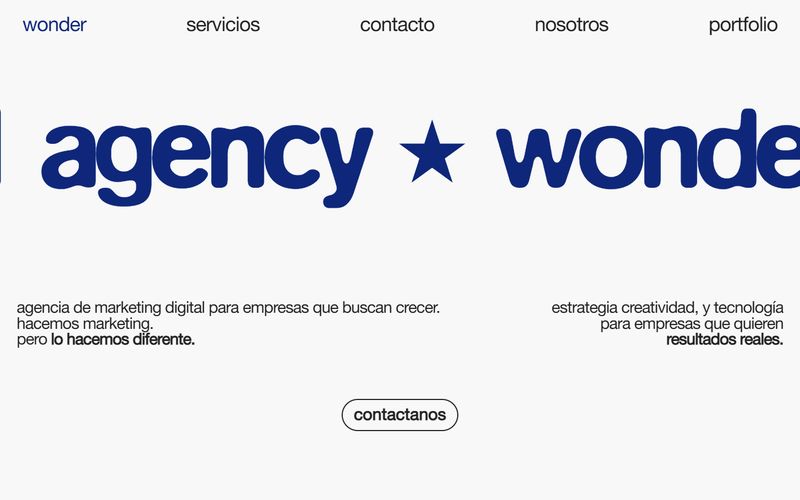 wonder
servicios
contacto
nosotros
portfolio
agency ★ wonde
agencia de marketing digital para empresas que buscan crecer.
hacemos marketing.
pero lo hacemos diferente.
estrategia creatividad, y tecnología
para empresas que quieren
resultados reales.
contactanos